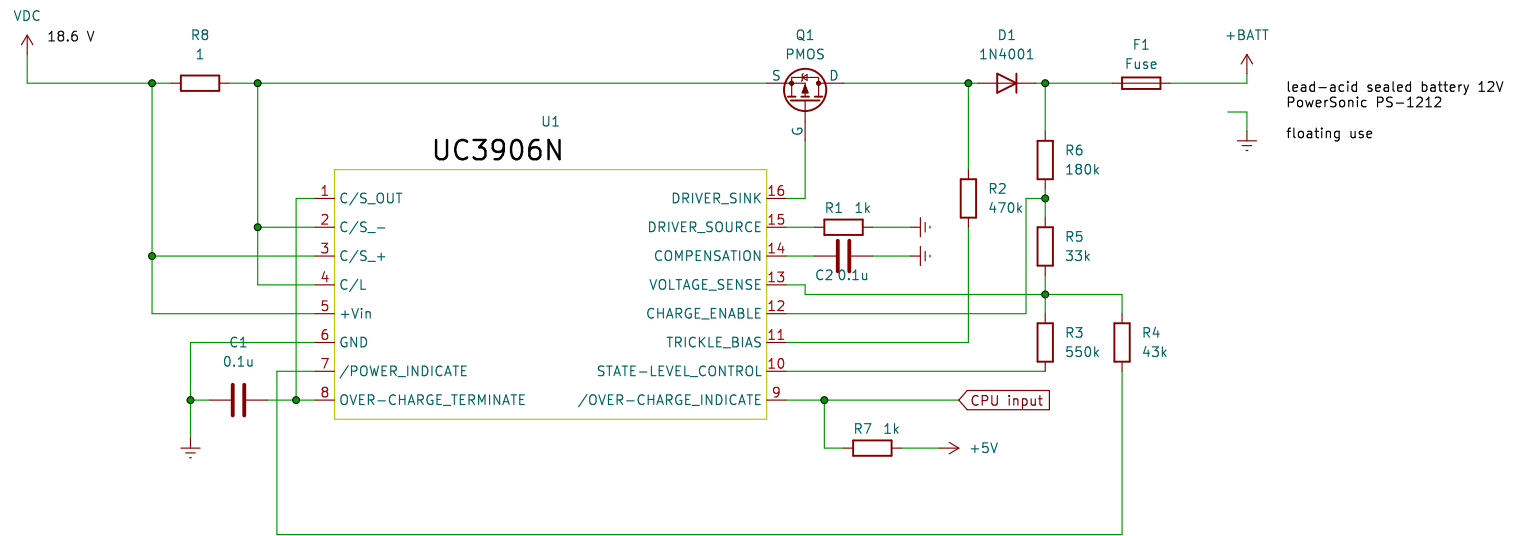 VDC
18.6 V
R8
1
Q1
PMOS
S
D
G
D1
1N4001
F1
Fuse
+BATT
lead-acid sealed battery 12V
PowerSonic PS-1212
floating use
U1
UC3906N
1 C/S_OUT
2 C/S_-
3 C/S_+
4 C/L
5 +Vin
6 GND
7 /POWER_INDICATE
8 OVER-CHARGE_TERMINATE
DRIVER_SINK 16
DRIVER_SOURCE 15
COMPENSATION 14
VOLTAGE_SENSE 13
CHARGE_ENABLE 12
TRICKLE_BIAS 11
STATE-LEVEL_CONTROL 10
/OVER-CHARGE_INDICATE 9
C1
0.1u
R1 1k
C2 0.1u
R2
470k
R6
180k
R5
33k
R3
550k
R4
43k
CPU input
R7 1k
+5V